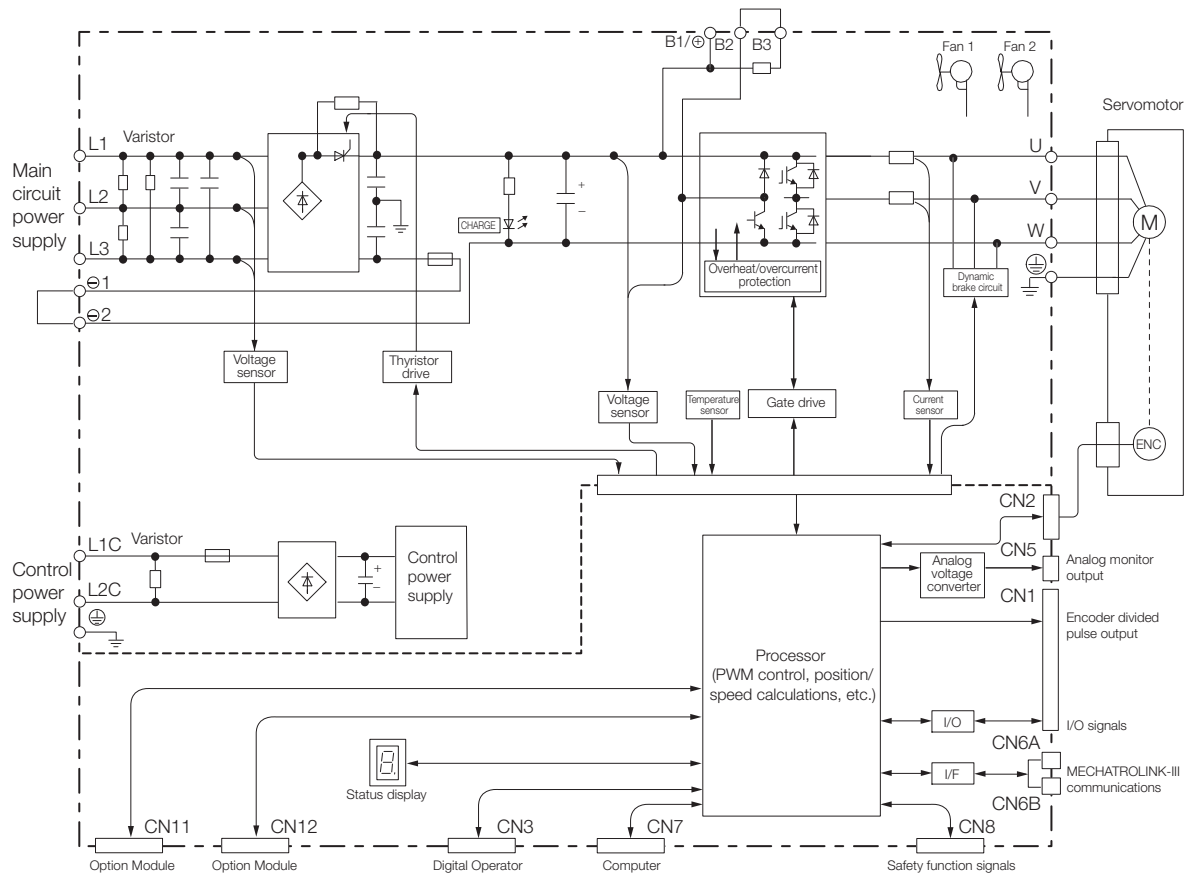 B1/⊕ B2 B3
Fan 1 Fan 2
Servomotor
Varistor
L1
L2
L3
Main
circuit
power
supply
⊖1
⊖2
CHARGE
+
–
Overheat/overcurrent
protection
U
V
W
M
Dynamic
brake circuit
Voltage
sensor
Thyristor
drive
Voltage
sensor
Temperature
sensor
Gate drive
Current
sensor
ENC
L1C
L2C
Varistor
Control
power
supply
+
–
Control
power
supply
CN2
CN5
Analog
voltage
converter
Analog monitor
output
CN1
Encoder divided
pulse output
Processor
(PWM control, position/
speed calculations, etc.)
I/O
I/O signals
CN6A
I/F
MECHATROLINK-III
communications
CN6B
8.
Status display
CN11 CN12 CN3 CN7 CN8
Option Module Option Module Digital Operator Computer Safety function signals